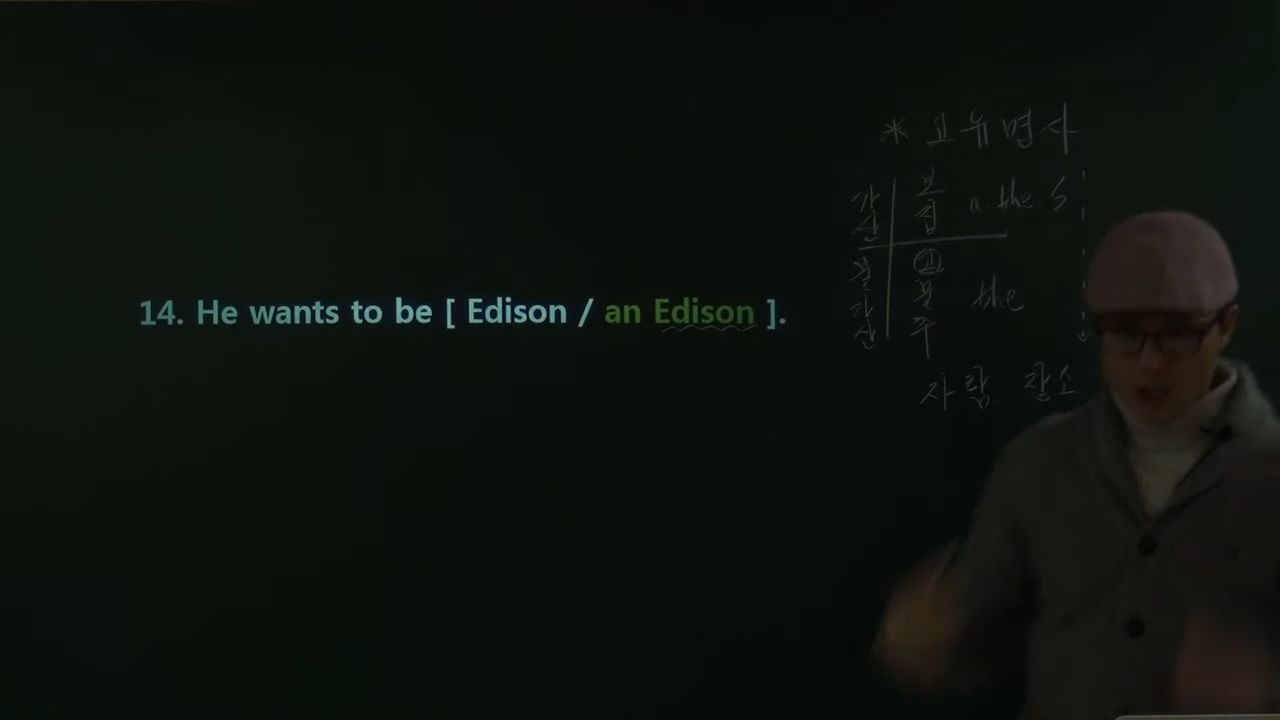 14. He wants to be [ Edison / an Edison ].
* 고유명사
가산
보집
a. the. S
불가산
고물추
the
사람. 장소